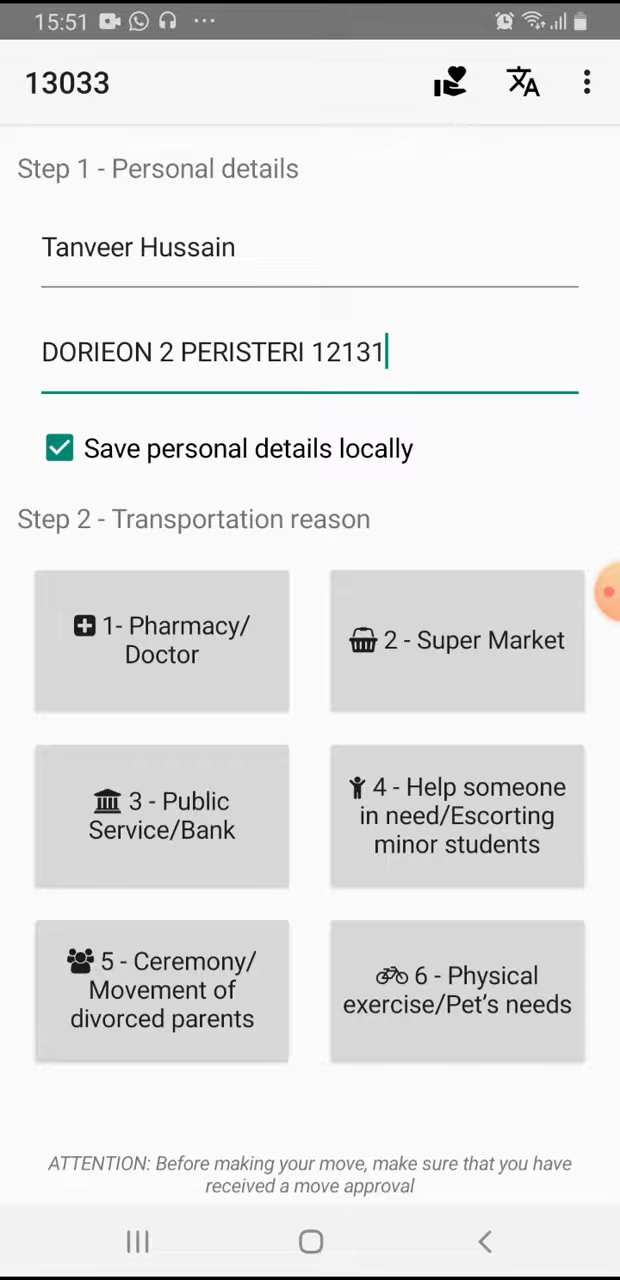 15:51
13033
Step 1 - Personal details
Tanveer Hussain
DORIEON 2 PERISTERI 12131
Save personal details locally
Step 2 - Transportation reason
1- Pharmacy/
Doctor
2 - Super Market
3 - Public
Service/Bank
4 - Help someone
in need/Escorting
minor students
5 - Ceremony/
Movement of
divorced parents
6 - Physical
exercise/Pet's needs
ATTENTION: Before making your move, make sure that you have
received a move approval